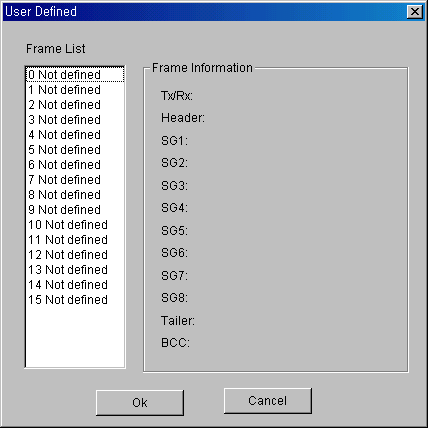 User Defined
Frame List
0 Not defined
1 Not defined
2 Not defined
3 Not defined
4 Not defined
5 Not defined
6 Not defined
7 Not defined
8 Not defined
9 Not defined
10 Not defined
11 Not defined
12 Not defined
13 Not defined
14 Not defined
15 Not defined
Frame Information
Tx/Rx:
Header:
SG1:
SG2:
SG3:
SG4:
SG5:
SG6:
SG7:
SG8:
Tailer:
BCC:
Ok
Cancel